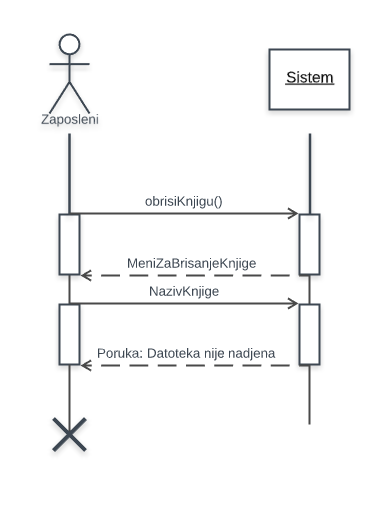 Sistem
Zaposleni
obrisiKnjigu()
MeniZaBrisanjeKnjige
NazivKnjige
Poruka: Datoteka nije nadjena